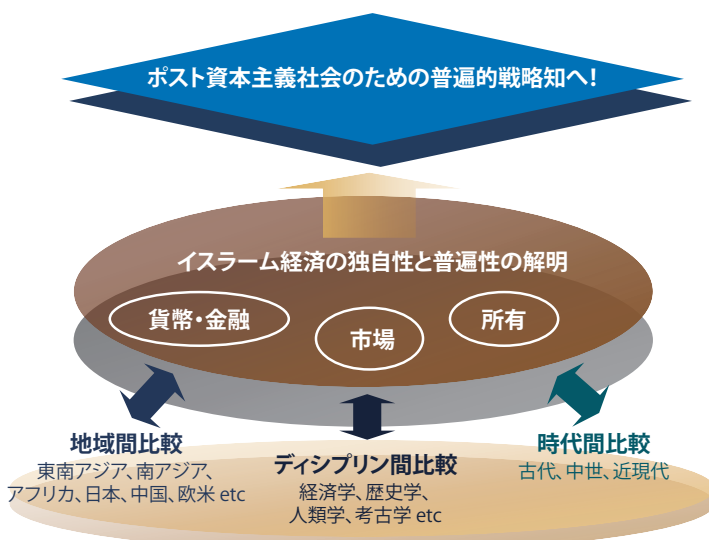 ポスト資本主義社会のための普遍的戦略知へ！
イスラーム経済の独自性と普遍性の解明
貨幣・金融
市場
所有
地域間比較
東南アジア、南アジア、
アフリカ、日本、中国、欧米 etc
ディシプリン間比較
経済学、歴史学、
人類学、考古学 etc
時代間比較
古代、中世、近現代